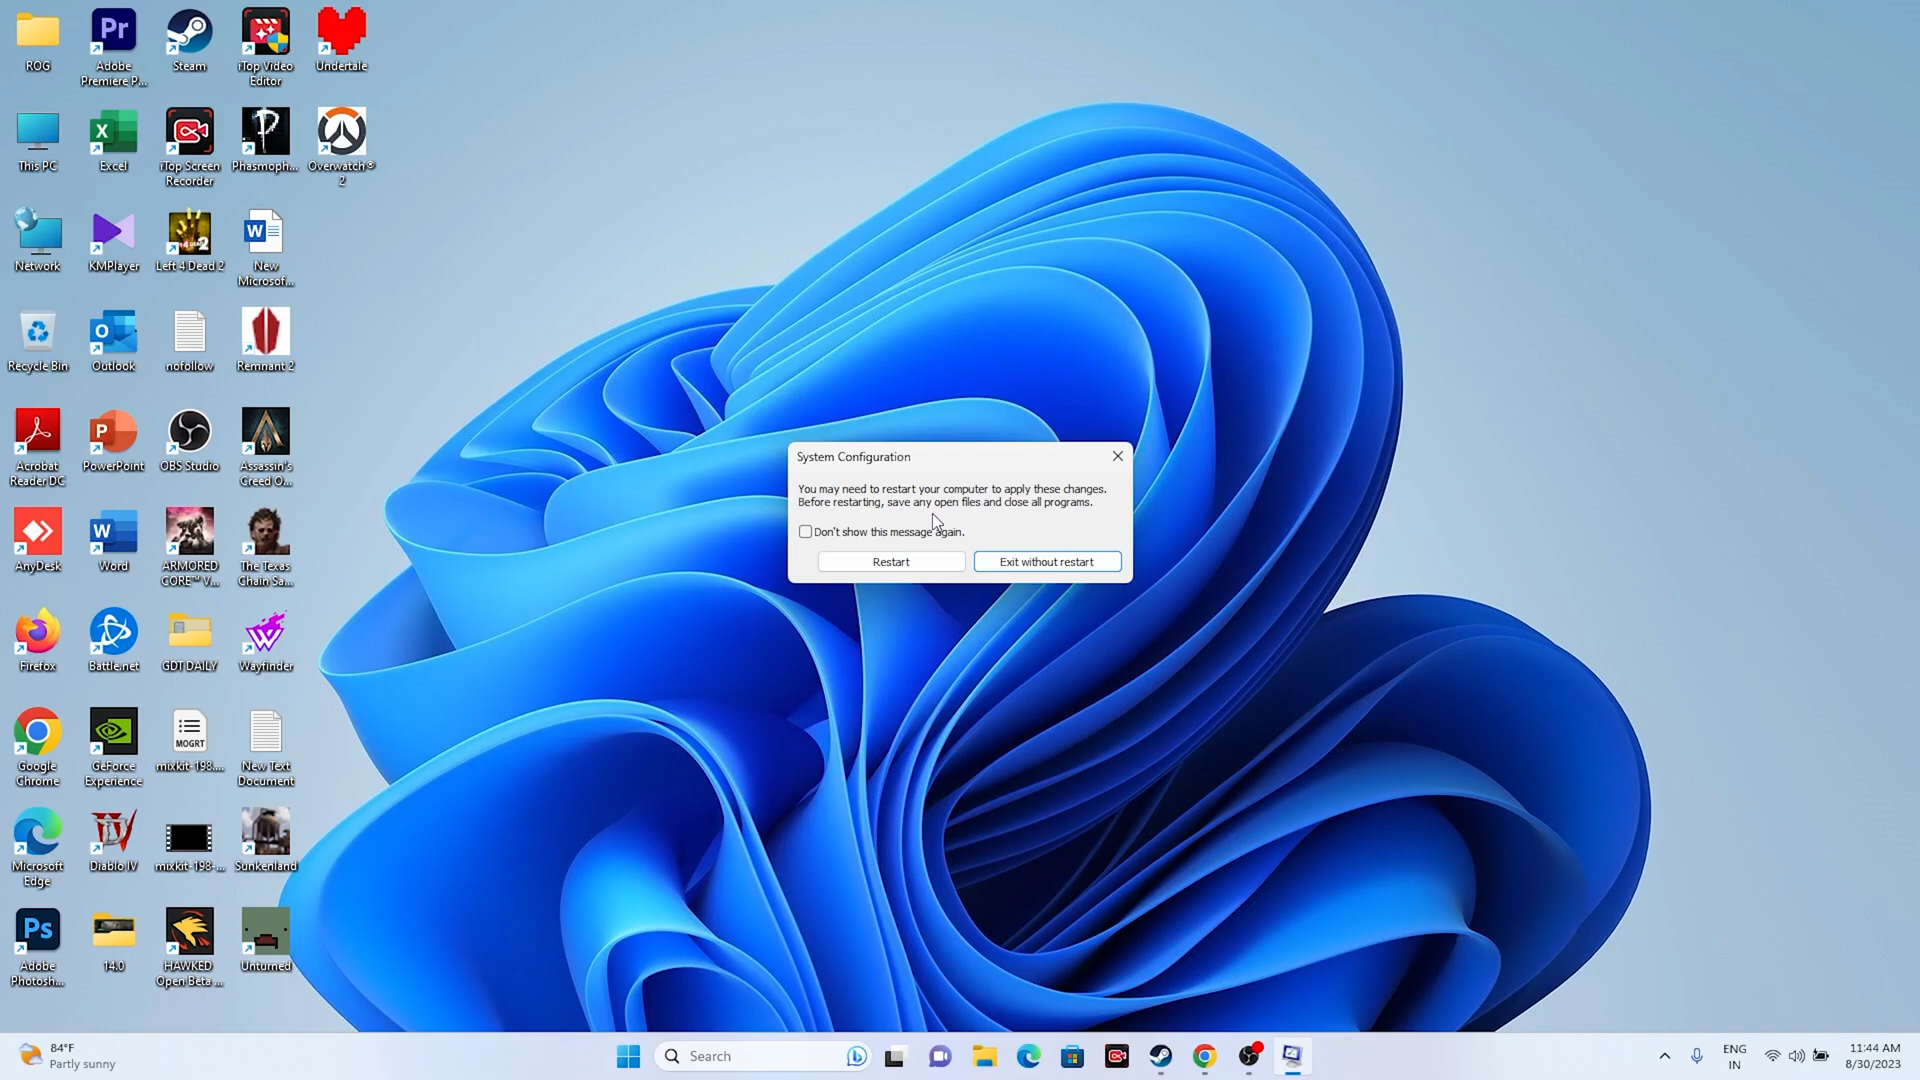 ROG
Adobe
Premiere P...
Steam
iTop Video
Editor
Undertale
This PC
Excel
iTop Screen
Recorder
Phasmoph...
Overwatch®
2
Network
KMPlayer
Left 4 Dead 2
New
Microsof...
Recycle Bin
Outlook
nofollow
Remnant 2
Acrobat
Reader DC
PowerPoint
OBS Studio
Assassin's
Creed O...
AnyDesk
Word
ARMORED
CORE™ V...
The Texas
Chain Sa...
Firefox
Battle.net
GDT DAILY
Wayfinder
Google
Chrome
GeForce
Experience
MOGRT
mixkit-198....
New Text
Document
Microsoft
Edge
Diablo IV
mixkit-198-...
Sunkenland
Adobe
Photosh...
14.0
HAWKED
Open Beta ...
Unturned
System Configuration
You may need to restart your computer to apply these changes.
Before restarting, save any open files and close all programs.
Don't show this message again.
Restart
Exit without restart
84°F
Partly sunny
Search
ENG
IN
11:44 AM
8/30/2023